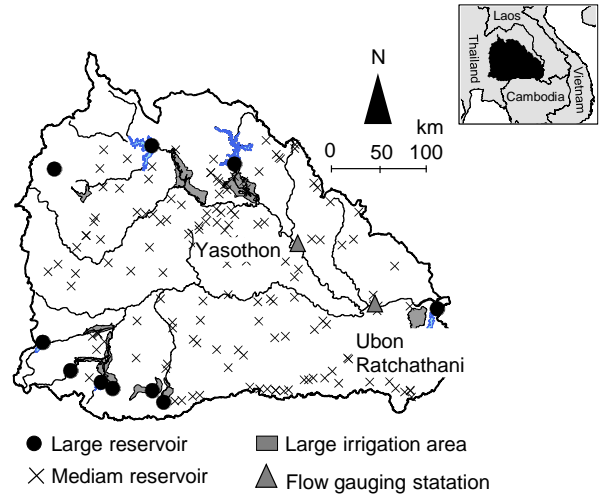 Laos
Thailand
Vietnam
Cambodia
N
km
0 50 100
Yasothon
Ubon
Ratchathani
Large reservoir
Large irrigation area
Mediam reservoir
Flow gauging statation